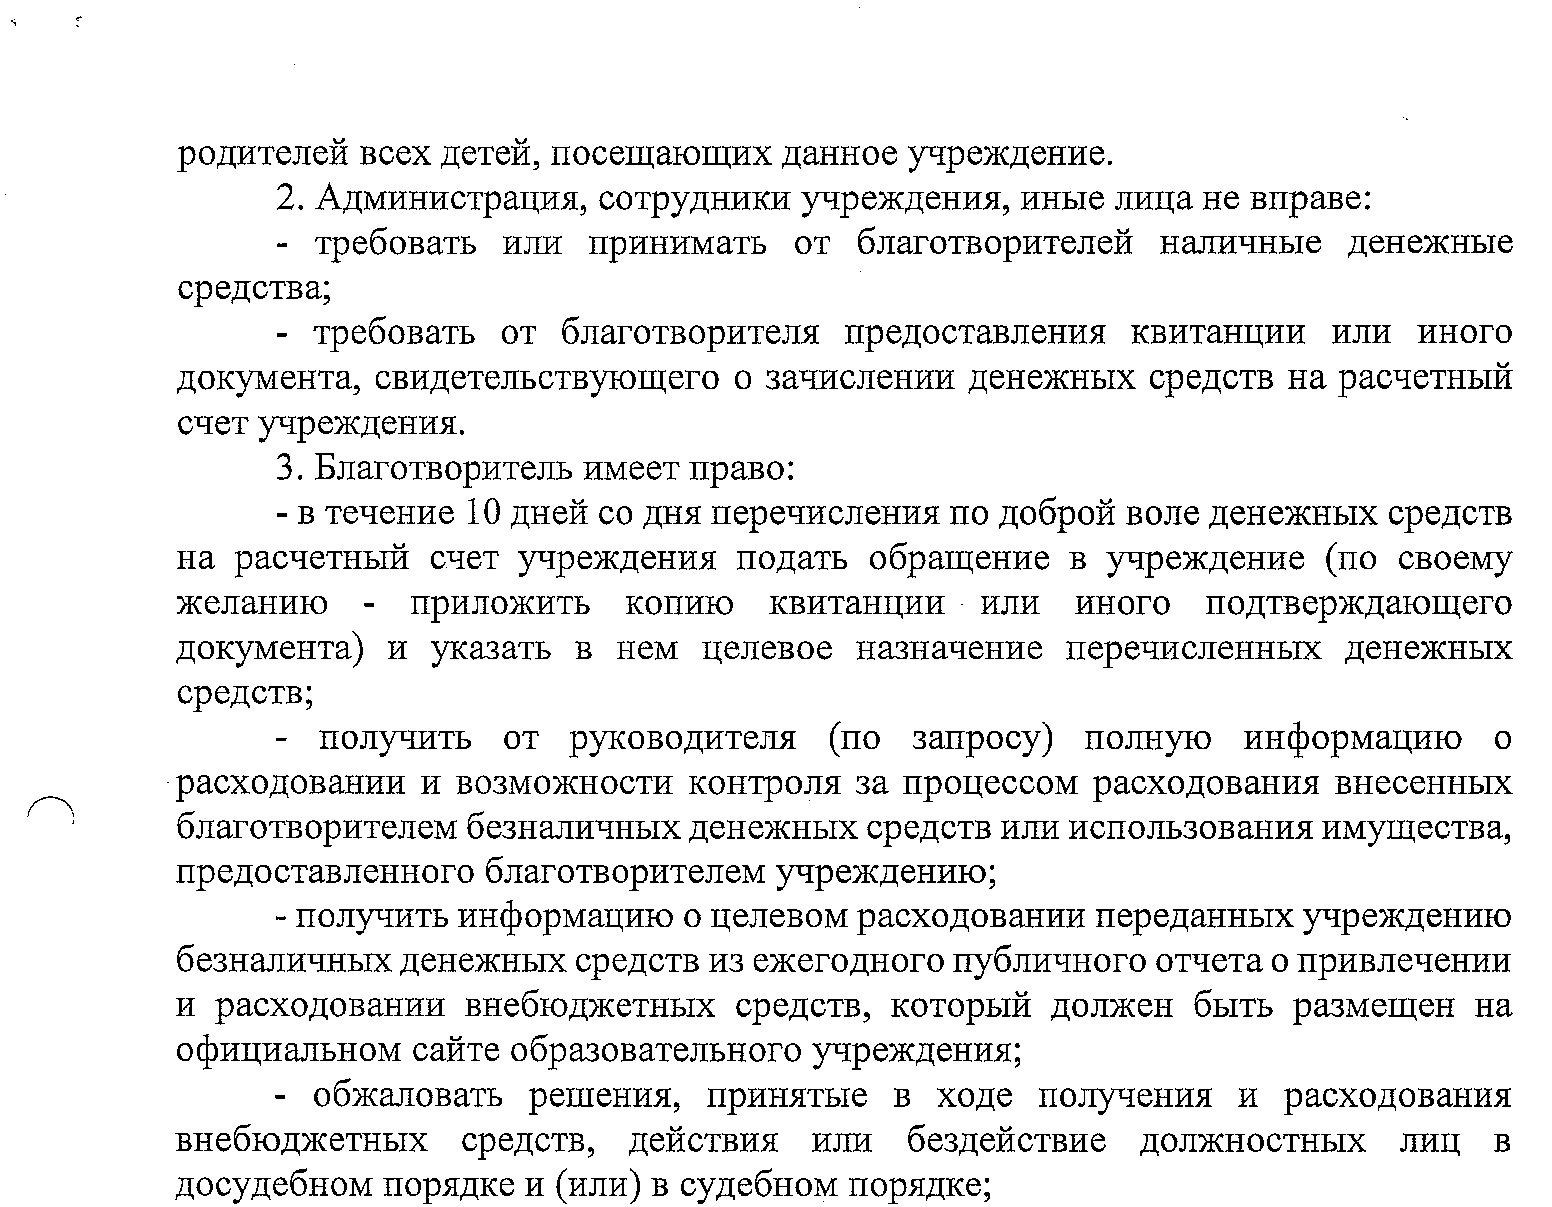 родителей всех детей, посещающих данное учреждение.
2. Администрация, сотрудники учреждения, иные лица не вправе:
- требовать или принимать от благотворителей наличные денежные
средства;
- требовать от благотворителя предоставления квитанции или иного
документа, свидетельствующего о зачислении денежных средств на расчетный
счет учреждения.
3. Благотворитель имеет право:
- в течение 10 дней со дня перечисления по доброй воле денежных средств
на расчетный счет учреждения подать обращение в учреждение (по своему
желанию - приложить копию квитанции или иного подтверждающего
документа) и указать в нем целевое назначение перечисленных денежных
средств;
- получить от руководителя (по запросу) полную информацию о
расходовании и возможности контроля за процессом расходования внесенных
благотворителем безналичных денежных средств или использования имущества,
предоставленного благотворителем учреждению;
- получить информацию о целевом расходовании переданных учреждению
безналичных денежных средств из ежегодного публичного отчета о привлечении
и расходовании внебюджетных средств, который должен быть размещен на
официальном сайте образовательного учреждения;
- обжаловать решения, принятые в ходе получения и расходования
внебюджетных средств, действия или бездействие должностных лиц в
досудебном порядке и (или) в судебном порядке;